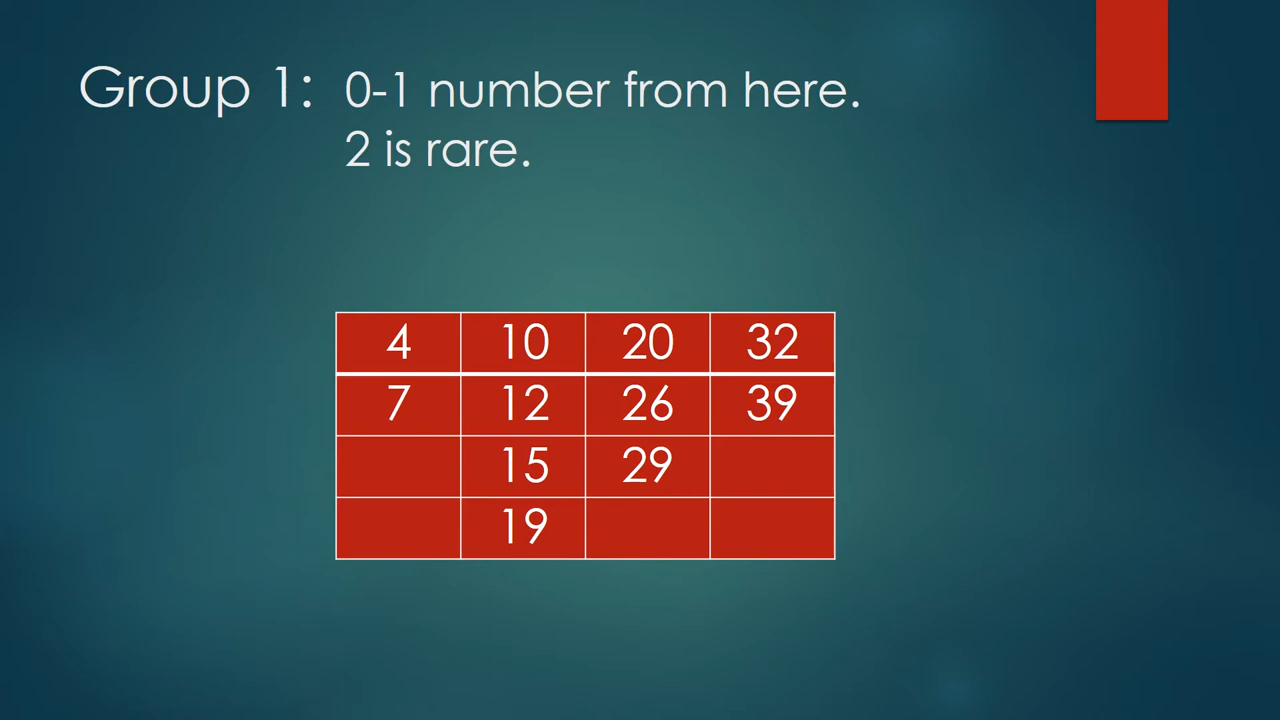 Group 1: 0-1 number from here.
2 is rare.
4 10 20 32
7 12 26 39
15 29
19